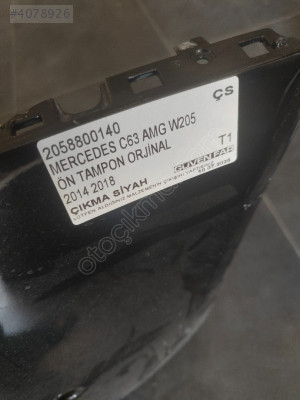 #4078926
ÇS
2058800140
MERCEDES C63 AMG W205
ÖN TAMPON ORJİNAL
2014 2018
T1
ÇIKMA SİYAH
GÜVEN FAR